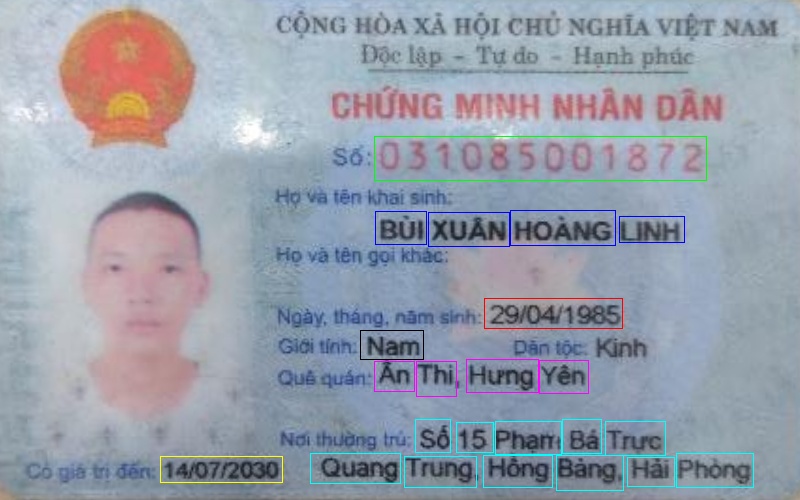 CỘNG HÒA XÃ HỘI CHỦ NGHĨA VIỆT NAM
Độc lập - Tự do - Hạnh phúc
CHỨNG MINH NHÂN DÂN
Số: 031085001872
Họ và tên khai sinh:
BÙI XUÂN HOÀNG LINH
Họ và tên gọi khác:
Ngày, tháng, năm sinh: 29/04/1985
Giới tính: Nam Dân tộc: Kinh
Quê quán: Ân Thi, Hưng Yên
Nơi thường trú: Số 15 Phạm Bá Trực
Có giá trị đến: 14/07/2030 Quang Trung, Hồng Bàng, Hải Phòng